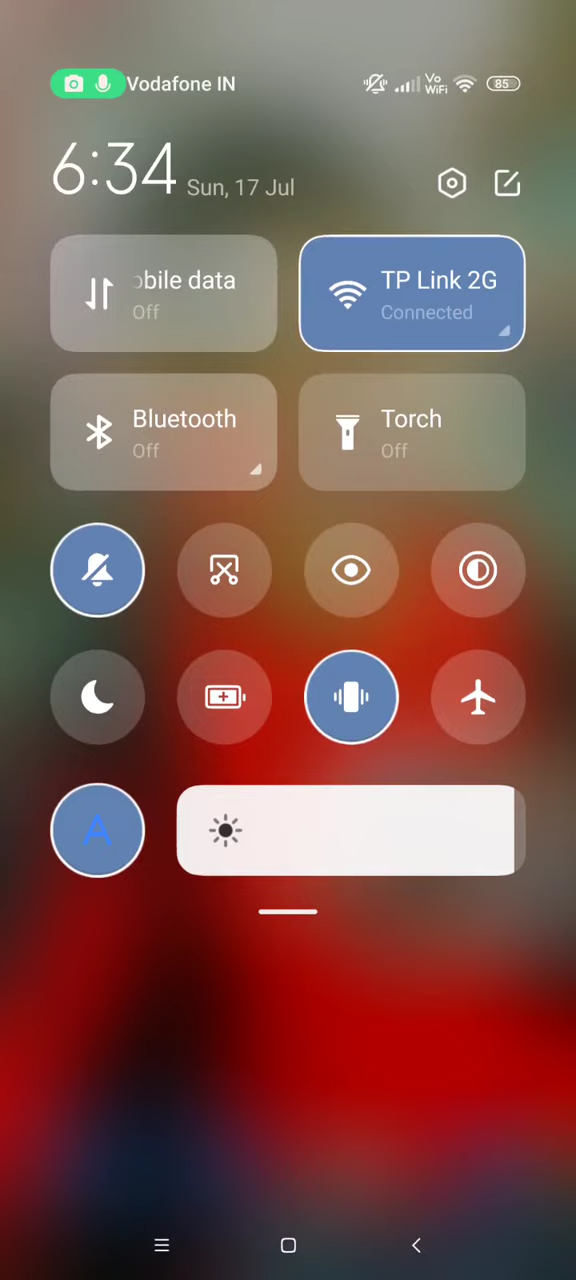 Vodafone IN Vo WiFi 85
6:34 Sun, 17 Jul
obile data
Off
TP Link 2G
Connected
Bluetooth
Off
Torch
Off
A